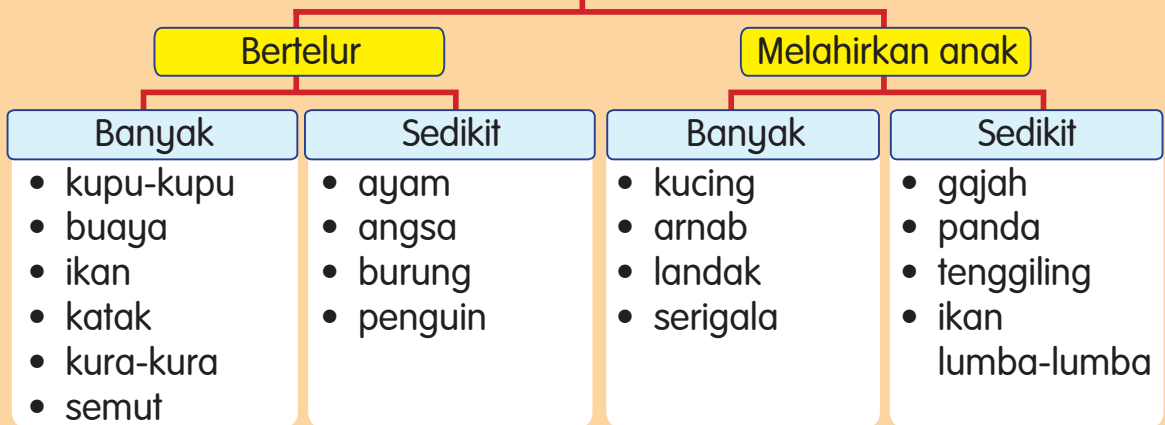 Bertelur
Melahirkan anak
Banyak
Sedikit
Banyak
Sedikit
• kupu-kupu
• buaya
• ikan
• katak
• kura-kura
• semut
• ayam
• angsa
• burung
• penguin
• kucing
• arnab
• landak
• serigala
• gajah
• panda
• tenggiling
• ikan
lumba-lumba